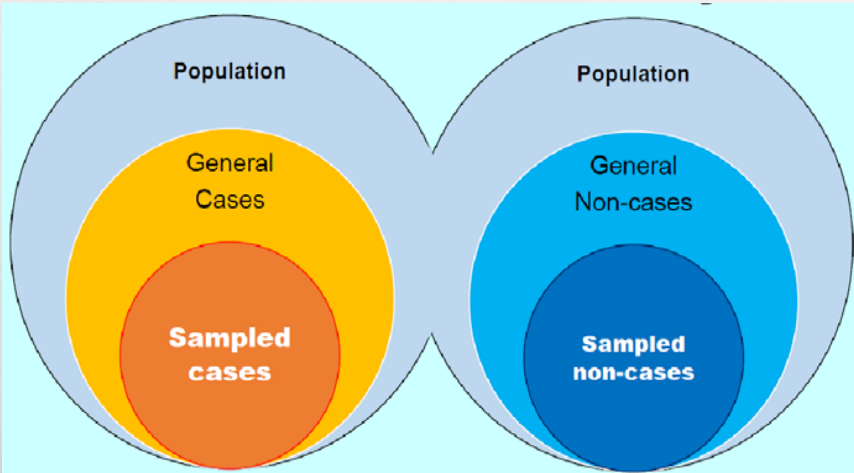 Population
General
Cases
Sampled
cases
Population
General
Non-cases
Sampled
non-cases